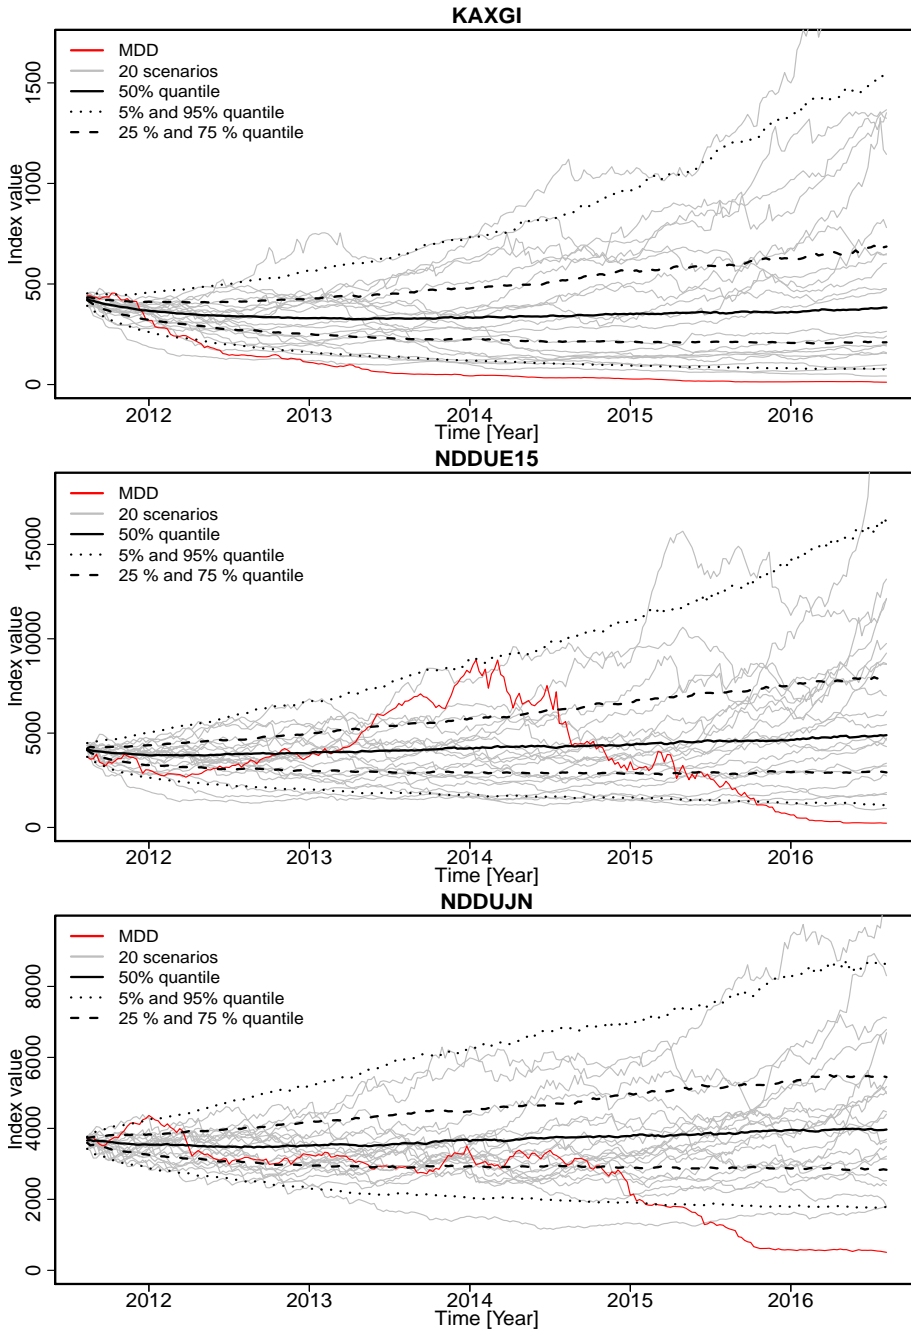 KAXGI
MDD
20 scenarios
50% quantile
5% and 95% quantile
25 % and 75 % quantile
Index value
0
500
1000
1500
2012
2013
2014
2015
2016
Time [Year]
NDDUE15
MDD
20 scenarios
50% quantile
5% and 95% quantile
25 % and 75 % quantile
Index value
0
5000
10000
15000
2012
2013
2014
2015
2016
Time [Year]
NDDUJN
MDD
20 scenarios
50% quantile
5% and 95% quantile
25 % and 75 % quantile
Index value
0
2000
4000
6000
8000
2012
2013
2014
2015
2016
Time [Year]